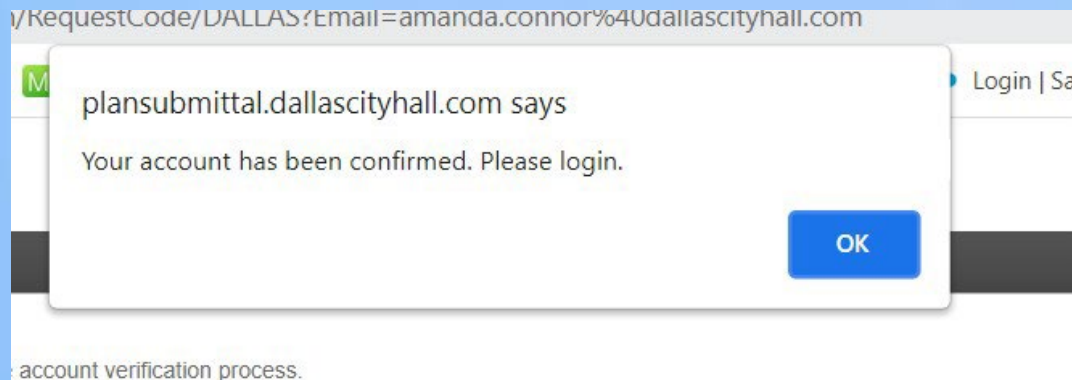 /RequestCode/DALLAS?Email=amanda.connor%40dallascityhall.com
M
Login | Sa
plansubmittal.dallascityhall.com says
Your account has been confirmed. Please login.
OK
account verification process.